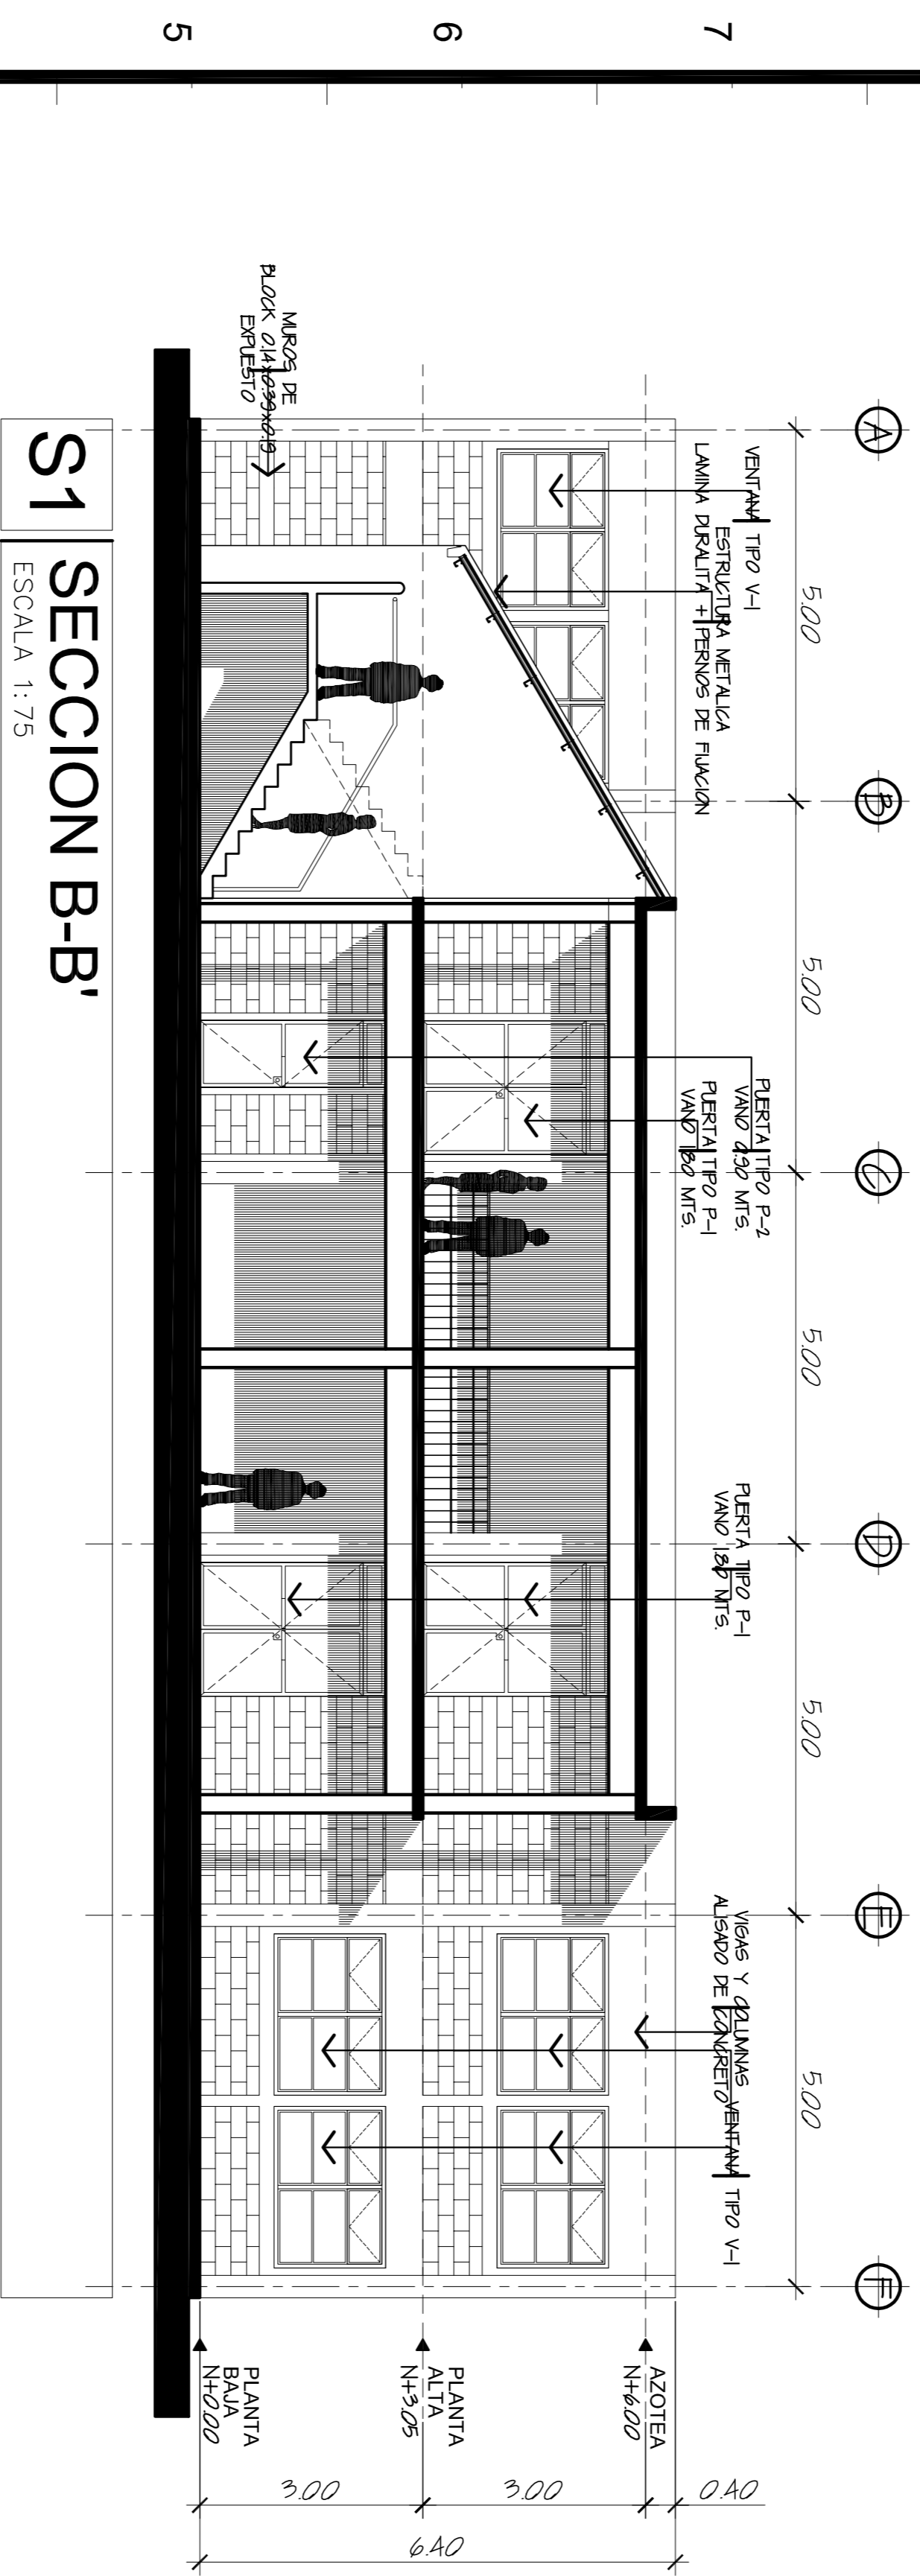 5
6
7
A
B
C
D
E
F
5.00
5.00
5.00
5.00
5.00
VENTANA TIPO V-1
ESTRUCTURA METALICA
LAMINA DURALITA + PERNOS DE FIJACION
PUERTA TIPO P-2
VANO 0.90 MTS.
PUERTA TIPO P-1
VANO 1.80 MTS.
PUERTA TIPO P-1
VANO 1.80 MTS.
VIGAS Y COLUMNAS
ALISADO DE CONCRETO
VENTANA TIPO V-1
MUROS DE
BLOCK 0.14x0.39x0.19
EXPUESTO
AZOTEA
N+6.00
PLANTA
ALTA
N+3.05
PLANTA
BAJA
N+0.00
0.40
3.00
3.00
6.40
S1
SECCION B-B'
ESCALA 1:75